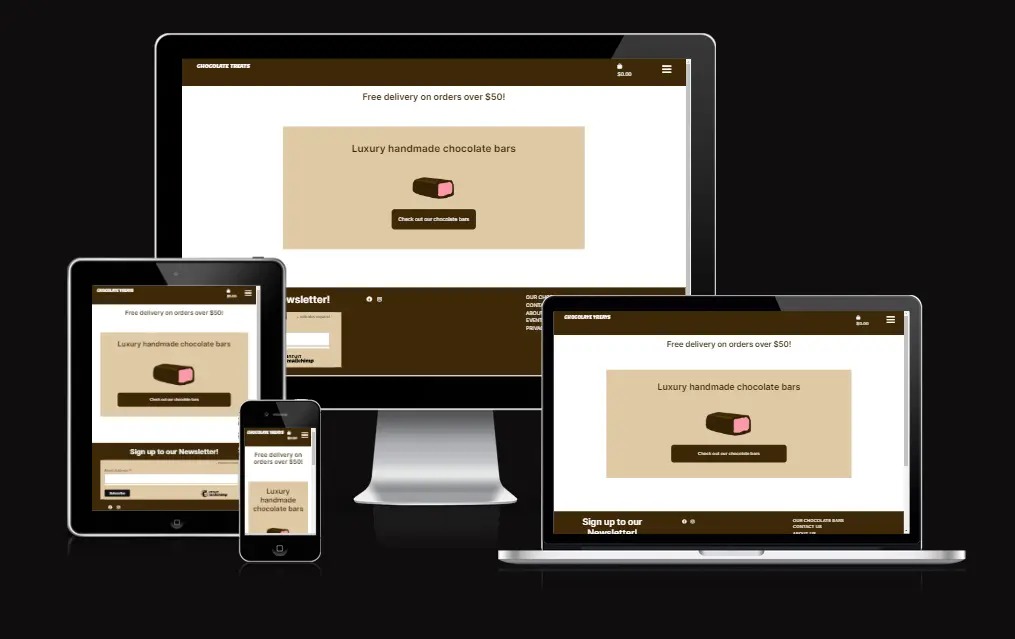 CHOCOLATE TREATS
$0.00
Free delivery on orders over $50!
Luxury handmade chocolate bars
Check out our chocolate bars
wsletter!
OUR CHO
CONT
ABOU
EVENT
PRIVAC
mailchimp
CHOCOLATE TREATS
$0.00
Free delivery on orders over $50!
Luxury handmade chocolate bars
Check out our chocolate bars
Sign up to our Newsletter!
Subscribe
mailchimp
CHOCOLATE TREATS
$0.00
Free delivery on
orders over $50!
Luxury
handmade
chocolate bars
CHOCOLATE TREATS
$0.00
Free delivery on orders over $50!
Luxury handmade chocolate bars
Check out our chocolate bars
Sign up to our
Newsletter!
OUR CHOCOLATE BARS
CONTACT US
ABOUT US